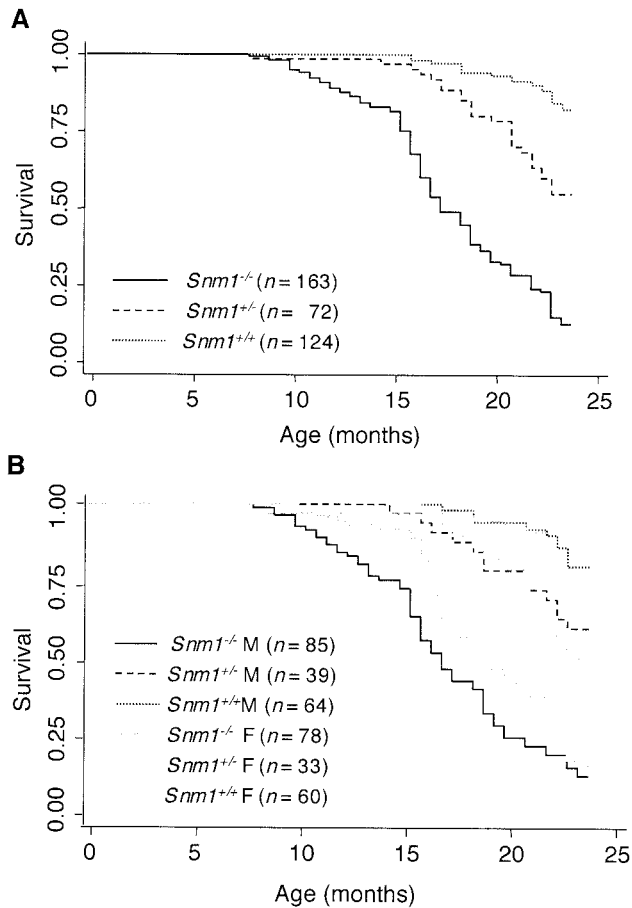 A
1.00
0.75
0.50
0.25
0.00
Survival
Snm1-/- (n= 163)
Snm1+/- (n= 72)
Snm1+/+ (n= 124)
0 5 10 15 20 25
Age (months)
B
1.00
0.75
0.50
0.25
0.00
Survival
Snm1-/- M (n= 85)
Snm1+/- M (n= 39)
Snm1+/+ M (n= 64)
Snm1-/- F (n= 78)
Snm1+/- F (n= 33)
Snm1+/+ F (n= 60)
0 5 10 15 20 25
Age (months)